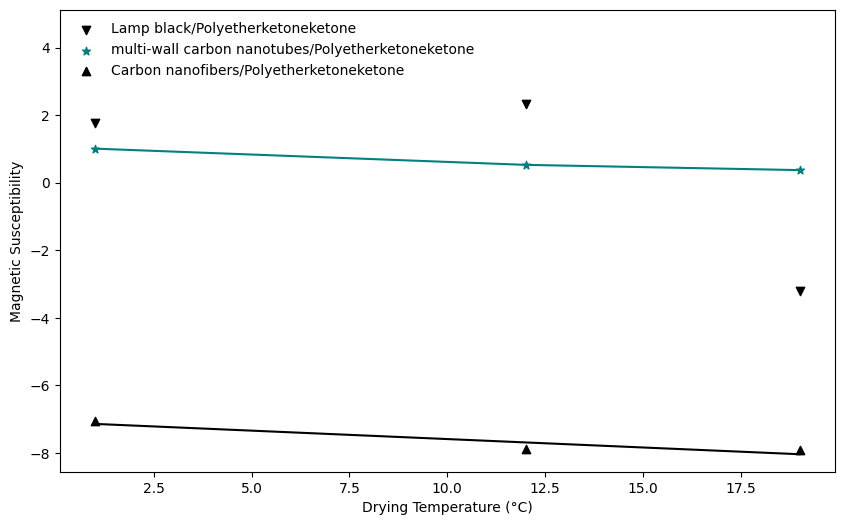 Lamp black/Polyetherketoneketone
multi-wall carbon nanotubes/Polyetherketoneketone
Carbon nanofibers/Polyetherketoneketone
4
2
0
−2
−4
−6
−8
Magnetic Susceptibility
2.5 5.0 7.5 10.0 12.5 15.0 17.5
Drying Temperature (°C)